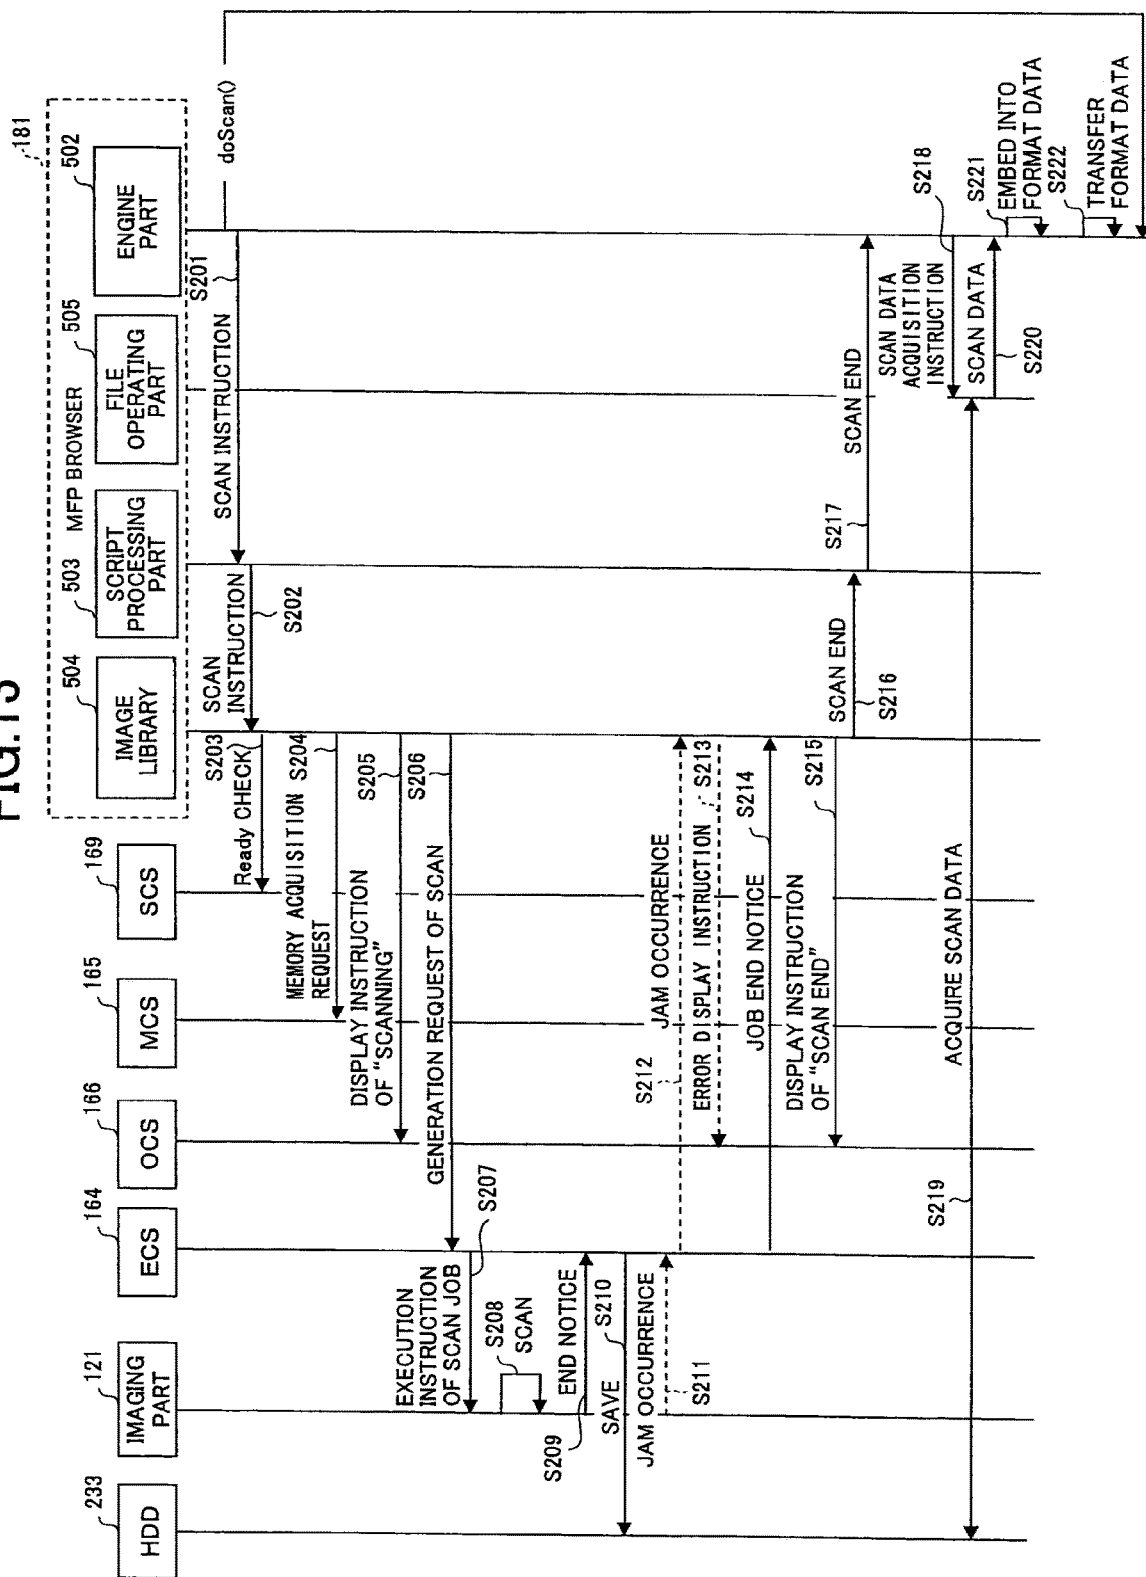 181
MFP BROWSER
233
121
164
166
165
169
504
503
505
502
HDD
IMAGING
PART
ECS
OCS
MCS
SCS
IMAGE
LIBRARY
SCRIPT
PROCESSING
PART
FILE
OPERATING
PART
ENGINE
PART
doScan()
S201
SCAN INSTRUCTION
SCAN
INSTRUCTION
S202
S203
Ready CHECK
S204
MEMORY ACQUISITION
REQUEST
S205
DISPLAY INSTRUCTION
OF “SCANNING”
S206
GENERATION REQUEST OF SCAN
S207
EXECUTION
INSTRUCTION
OF SCAN JOB
S208
SCAN
END NOTICE
S209
S210
SAVE
JAM OCCURRENCE
S211
JAM OCCURRENCE
S212
S213
ERROR DISPLAY INSTRUCTION
S214
JOB END NOTICE
S215
DISPLAY INSTRUCTION
OF “SCAN END”
SCAN END
S216
SCAN END
S217
S218
SCAN DATA
ACQUISITION
INSTRUCTION
ACQUIRE SCAN DATA
S219
SCAN DATA
S220
S221
EMBED INTO
FORMAT DATA
S222
TRANSFER
FORMAT DATA